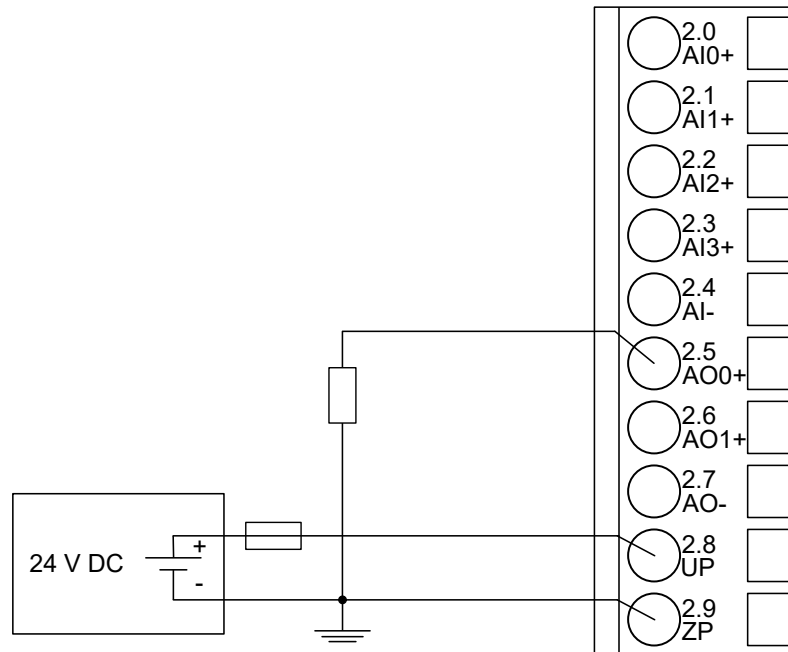 2.0
AI0+
2.1
AI1+
2.2
AI2+
2.3
AI3+
2.4
AI-
2.5
AO0+
2.6
AO1+
2.7
AO-
24 V DC
+
-
2.8
UP
2.9
ZP